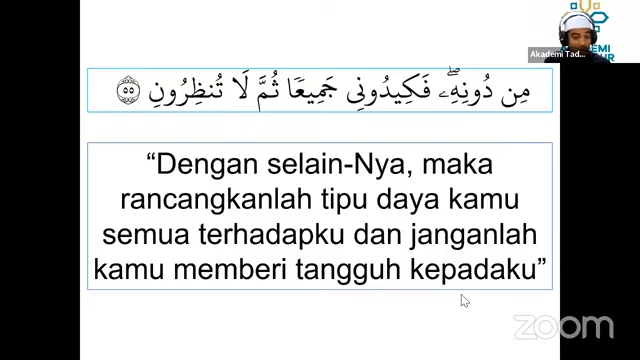 مِن دُونِهِۦۖ فَكِيدُونِى جَمِيعًا ثُمَّ لَا تُنظِرُونِ ٥٥
“Dengan selain-Nya, maka
rancangkanlah tipu daya kamu
semua terhadapku dan janganlah
kamu memberi tangguh kepadaku”
Akademi Tad...
zoom